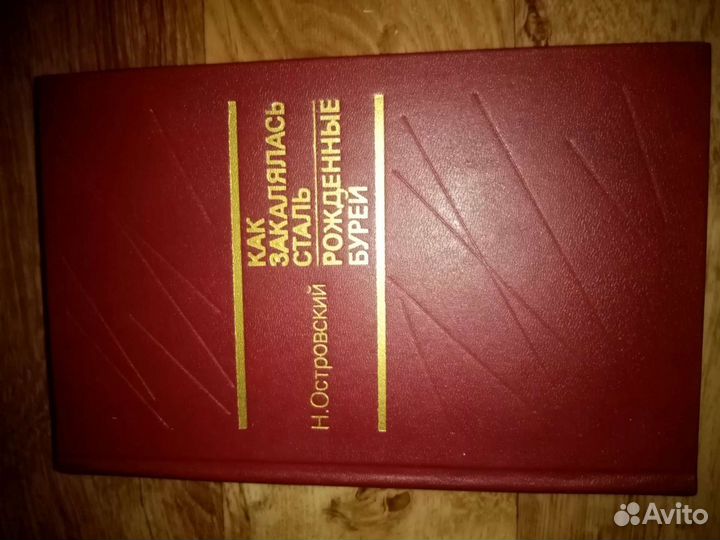 Н.Островский
КАК
ЗАКАЛЯЛАСЬ
СТАЛЬ
РОЖДЕННЫЕ
БУРЕЙ
Avito